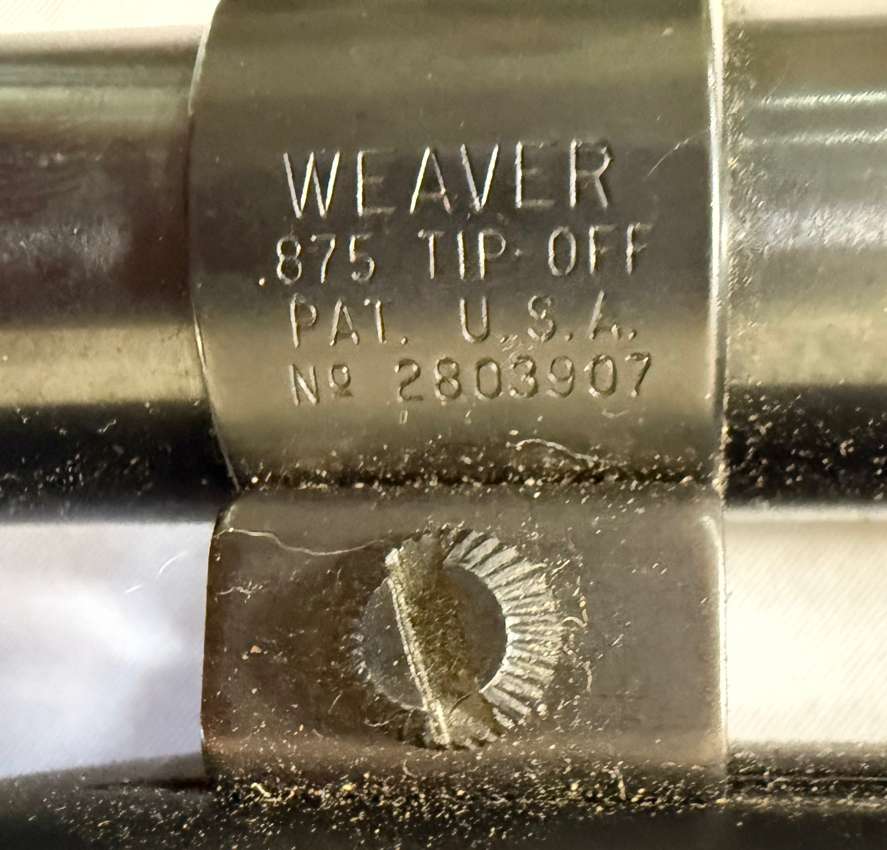 WEAVER
.875 TIP-OFF
PAT. U.S.A.
Nº 2803907